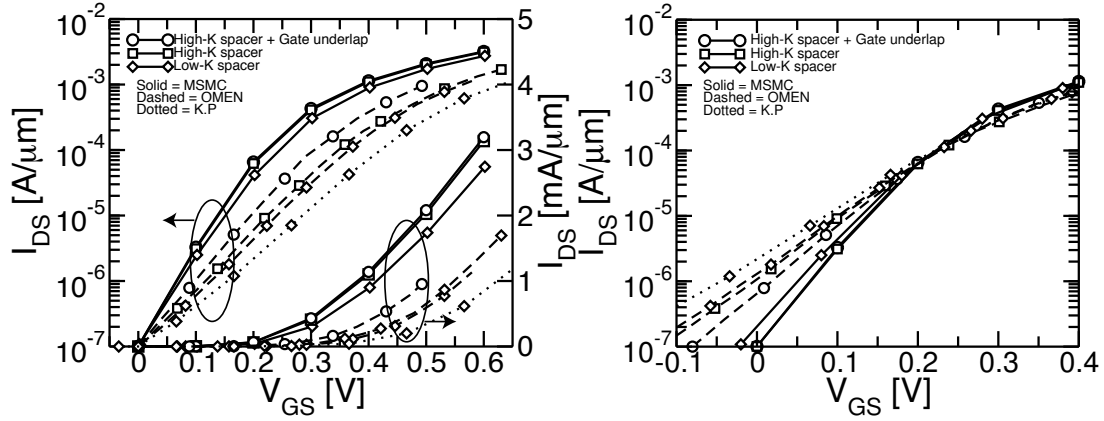 I_DS [A/μm]
10^-2
10^-3
10^-4
10^-5
10^-6
10^-7
High-K spacer + Gate underlap
High-K spacer
Low-K spacer
Solid = MSMC
Dashed = OMEN
Dotted = K.P
5
4
3
2
1
0
I_DS [mA/μm]
0 0.1 0.2 0.3 0.4 0.5 0.6
V_GS [V]
I_DS [A/μm]
10^-2
10^-3
10^-4
10^-5
10^-6
10^-7
High-K spacer + Gate underlap
High-K spacer
Low-K spacer
Solid = MSMC
Dashed = OMEN
Dotted = K.P
-0.1 0 0.1 0.2 0.3 0.4
V_GS [V]